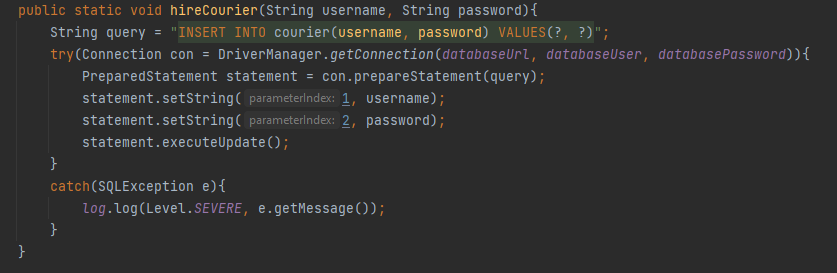 public static void hireCourier(String username, String password){
String query = "INSERT INTO courier(username, password) VALUES(?, ?)";
try(Connection con = DriverManager.getConnection(databaseUrl, databaseUser, databasePassword)){
PreparedStatement statement = con.prepareStatement(query);
statement.setString( parameterIndex: 1, username);
statement.setString( parameterIndex: 2, password);
statement.executeUpdate();
}
catch(SQLException e){
log.log(Level.SEVERE, e.getMessage());
}
}